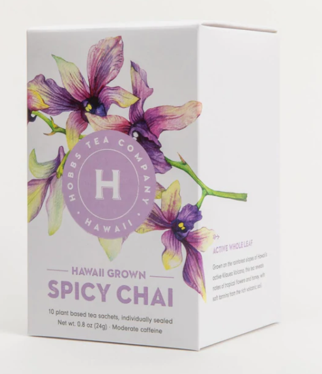 HOBBS TEA COMPANY
H
HAWAII
HAWAII GROWN
SPICY CHAI
10 plant based tea sachets, individually sealed
Net wt. 0.8 oz (24g) • Moderate caffeine
ACTIVE WHOLE LEAF